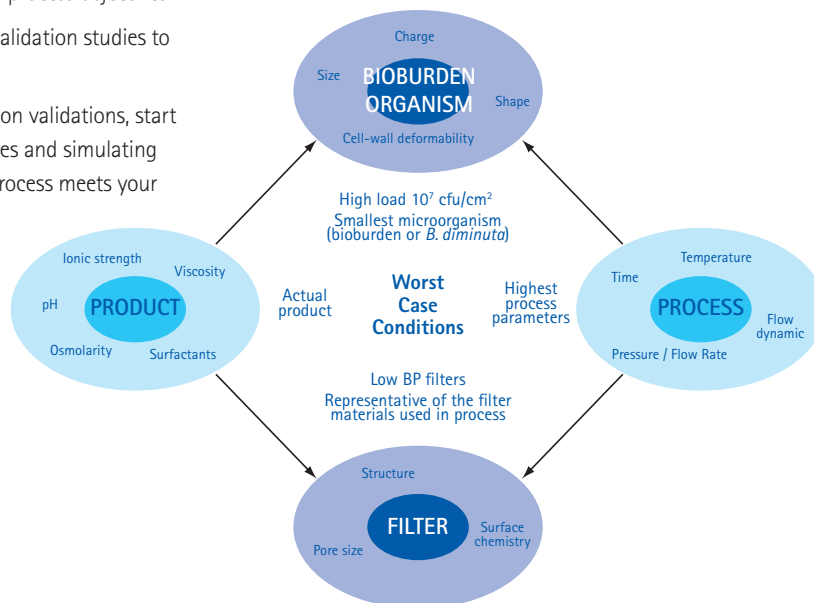 alidation studies to
on validations, start
es and simulating
rocess meets your
Charge
Size
BIOBURDEN
ORGANISM
Shape
Cell-wall deformability
High load 10⁷ cfu/cm²
Smallest microorganism
(bioburden or B. diminuta)
Ionic strength
Viscosity
pH
PRODUCT
Osmolarity
Surfactants
Actual
product
Worst
Case
Conditions
Highest
process
parameters
Temperature
Time
PROCESS
Flow
dynamic
Pressure / Flow Rate
Low BP filters
Representative of the filter
materials used in process
Structure
FILTER
Pore size
Surface
chemistry